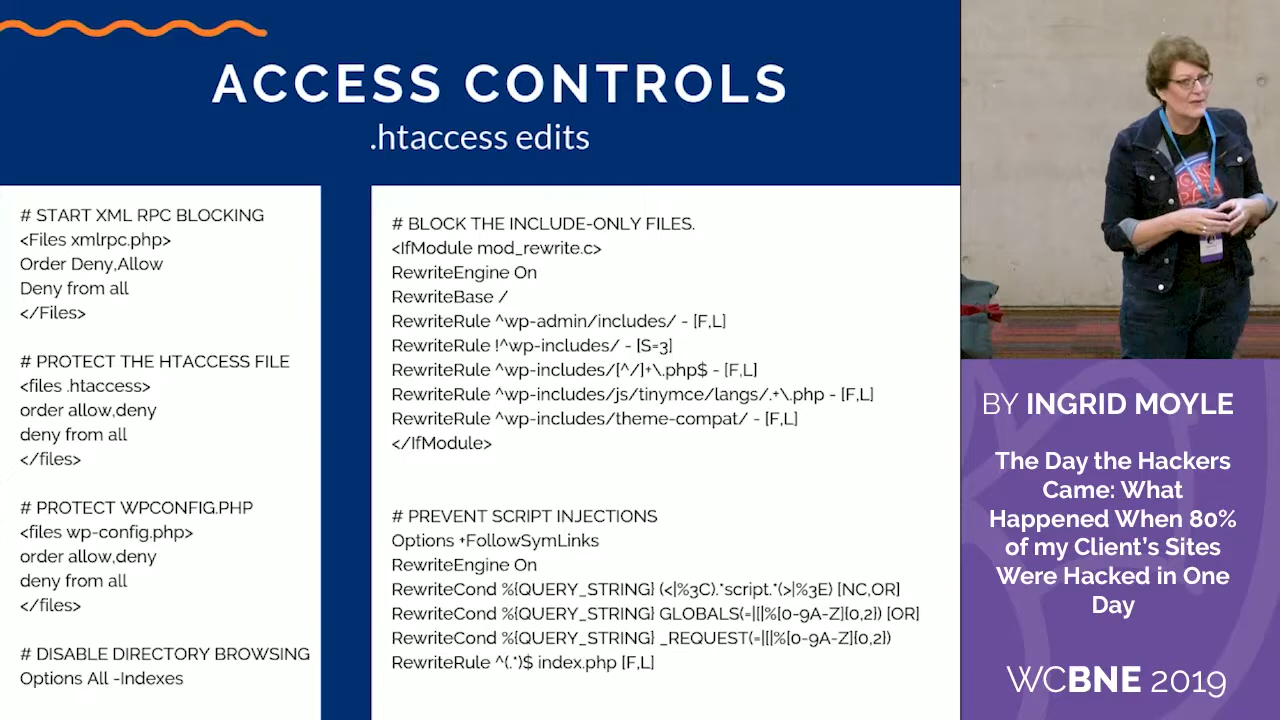 ACCESS CONTROLS
.htaccess edits
# START XML RPC BLOCKING
<Files xmlrpc.php>
Order Deny,Allow
Deny from all
</Files>
# PROTECT THE HTACCESS FILE
<files .htaccess>
order allow,deny
deny from all
</files>
# PROTECT WPCONFIG.PHP
<files wp-config.php>
order allow,deny
deny from all
</files>
# DISABLE DIRECTORY BROWSING
Options All -Indexes
# BLOCK THE INCLUDE-ONLY FILES.
<IfModule mod_rewrite.c>
RewriteEngine On
RewriteBase /
RewriteRule ^wp-admin/includes/ - [F,L]
RewriteRule !^wp-includes/ - [S=3]
RewriteRule ^wp-includes/[^/]+\.php$ - [F,L]
RewriteRule ^wp-includes/js/tinymce/langs/.+\.php - [F,L]
RewriteRule ^wp-includes/theme-compat/ - [F,L]
</IfModule>
# PREVENT SCRIPT INJECTIONS
Options +FollowSymLinks
RewriteEngine On
RewriteCond %{QUERY_STRING} (<|%3C).*script.*(>|%3E) [NC,OR]
RewriteCond %{QUERY_STRING} GLOBALS(=|[|%[0-9A-Z]{0,2}) [OR]
RewriteCond %{QUERY_STRING} _REQUEST(=|[|%[0-9A-Z]{0,2})
RewriteRule ^(.*)$ index.php [F,L]
BY INGRID MOYLE
The Day the Hackers
Came: What
Happened When 80%
of my Client's Sites
Were Hacked in One
Day
WCBNE 2019